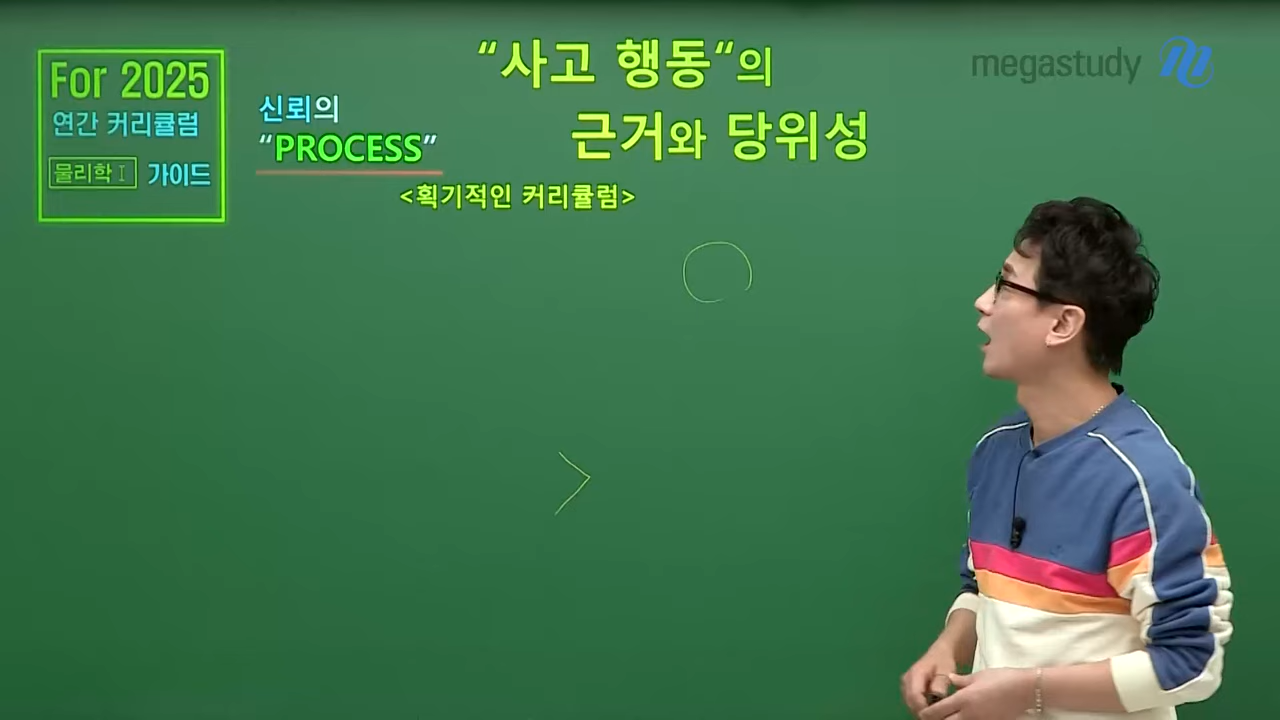 For 2025
연간 커리큘럼
물리학Ⅰ 가이드
신뢰의
“PROCESS”
“사고 행동“의
근거와 당위성
<획기적인 커리큘럼>
megastudy